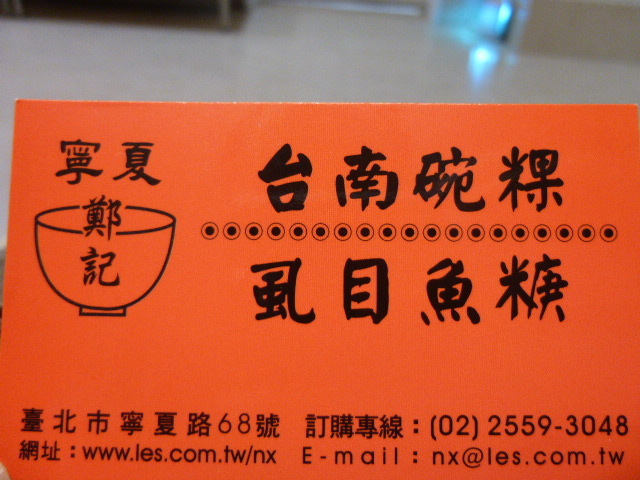 寧夏
鄭記
台南碗粿
虱目魚焿
臺北市寧夏路68號 訂購專線：(02) 2559-3048
網址：www.les.com.tw/nx E-mail：nx@les.com.tw